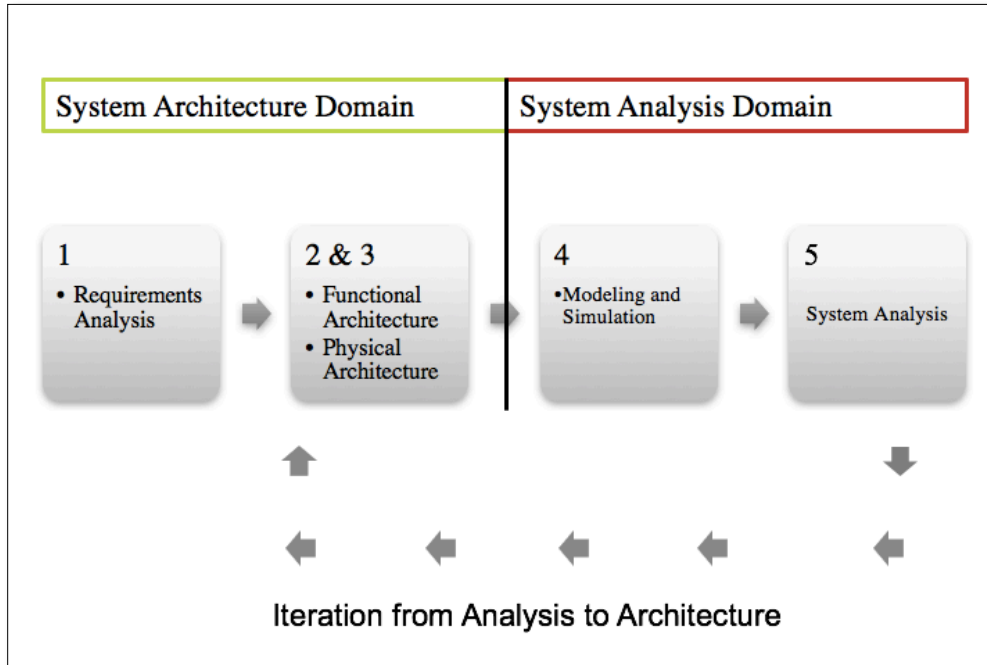 System Architecture Domain
System Analysis Domain
1
• Requirements
Analysis
2 & 3
• Functional
Architecture
• Physical
Architecture
4
•Modeling and
Simulation
5
System Analysis
Iteration from Analysis to Architecture